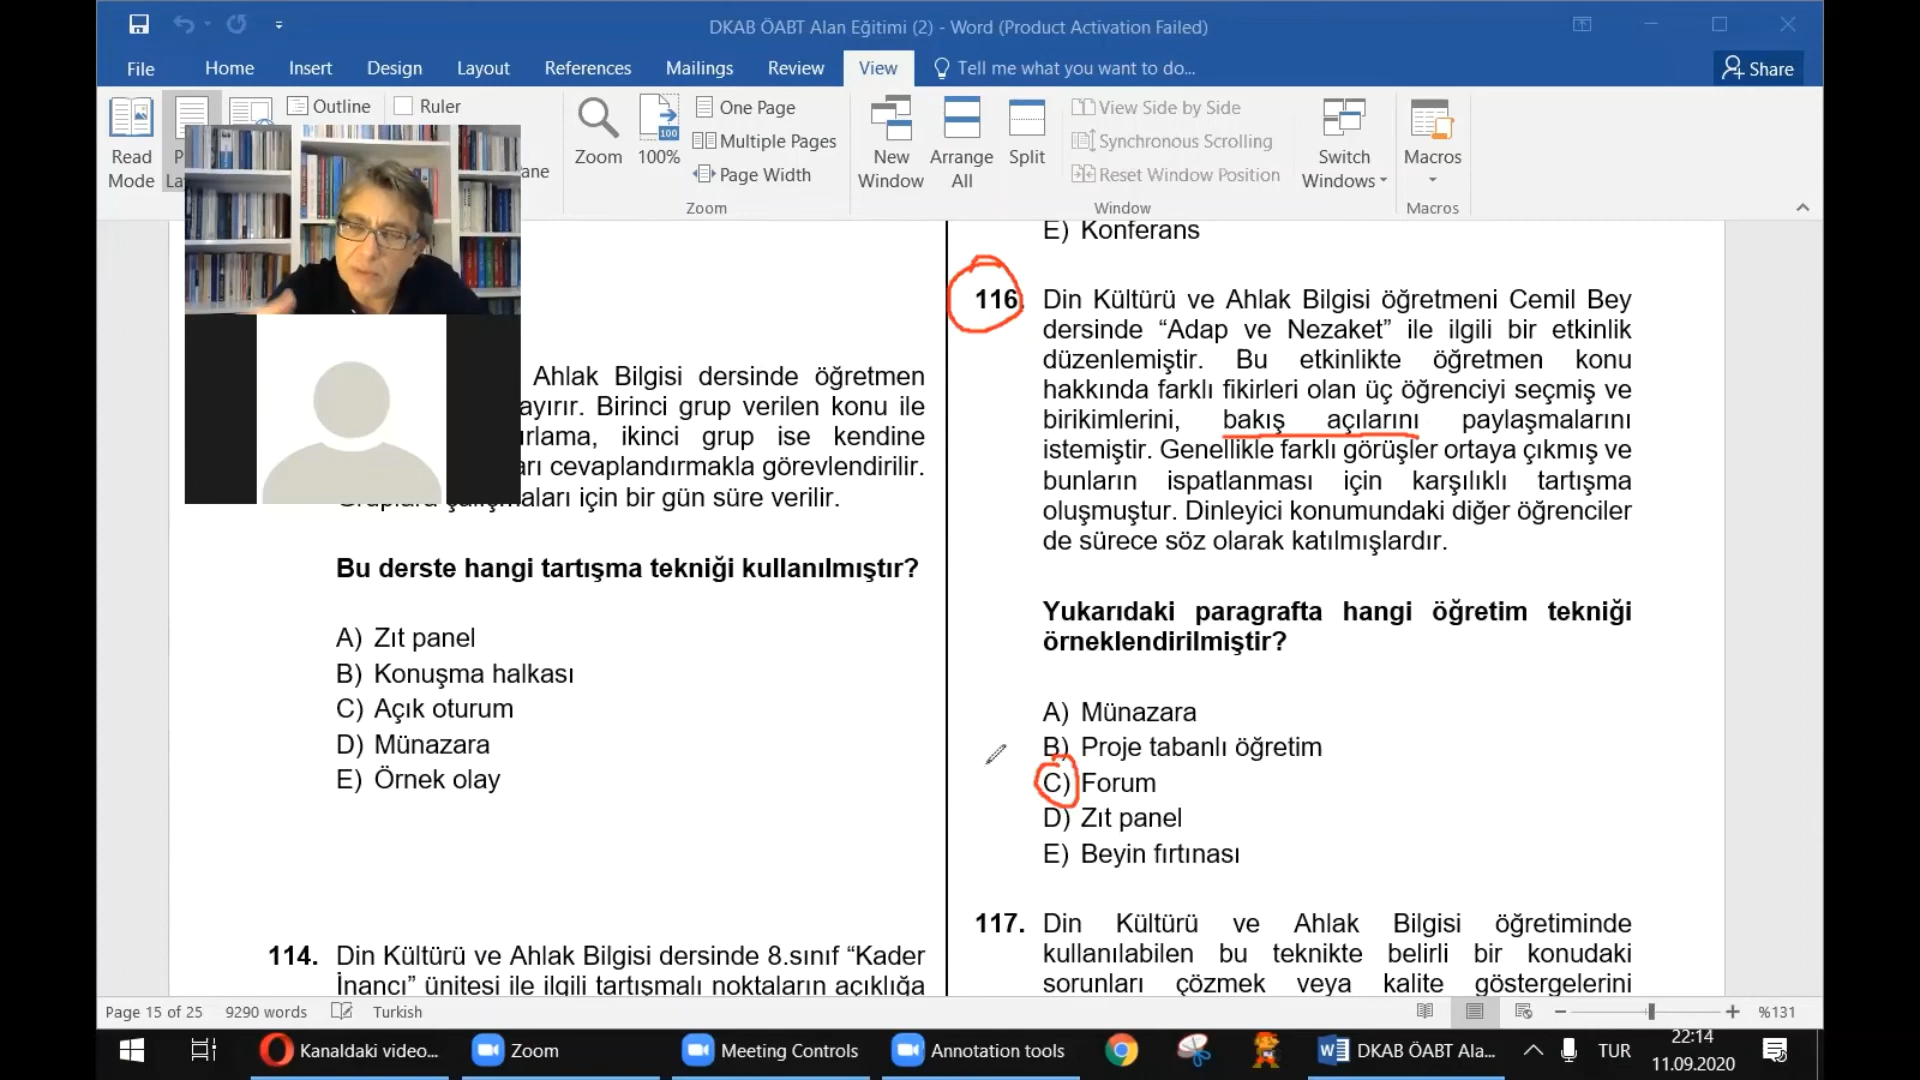 DKAB ÖABT Alan Eğitimi (2) - Word (Product Activation Failed)
File Home Insert Design Layout References Mailings Review View Tell me what you want to do... Share
Read Mode
Outline Ruler
Zoom
100%
One Page
Multiple Pages
Page Width
New Window
Arrange All
Split
View Side by Side
Synchronous Scrolling
Reset Window Position
Switch Windows
Macros
Zoom Window Macros
Ahlak Bilgisi dersinde öğretmen
ayırır. Birinci grup verilen konu ile
ikinci grup ise kendine
cevaplandırmakla görevlendirilir.
için bir gün süre verilir.
Bu derste hangi tartışma tekniği kullanılmıştır?
A) Zıt panel
B) Konuşma halkası
C) Açık oturum
D) Münazara
E) Örnek olay
114. Din Kültürü ve Ahlak Bilgisi dersinde 8.sınıf “Kader
İnancı” ünitesi ile ilgili tartışmalı noktaların açıklığa
E) Konferans
116. Din Kültürü ve Ahlak Bilgisi öğretmeni Cemil Bey
dersinde “Adap ve Nezaket” ile ilgili bir etkinlik
düzenlemiştir. Bu etkinlikte öğretmen konu
hakkında farklı fikirleri olan üç öğrenciyi seçmiş ve
birikimlerini, bakış açılarını paylaşmalarını
istemiştir. Genellikle farklı görüşler ortaya çıkmış ve
bunların ispatlanması için karşılıklı tartışma
oluşmuştur. Dinleyici konumundaki diğer öğrenciler
de sürece söz olarak katılmışlardır.
Yukarıdaki paragrafta hangi öğretim tekniği
örneklendirilmiştir?
A) Münazara
B) Proje tabanlı öğretim
C) Forum
D) Zıt panel
E) Beyin fırtınası
117. Din Kültürü ve Ahlak Bilgisi öğretiminde
kullanılabilen bu teknikte belirli bir konudaki
sorunları çözmek veya kalite göstergelerini
Page 15 of 25 9290 words Turkish %131
Kanaldaki video... Zoom Meeting Controls Annotation tools DKAB ÖABT Ala... TUR
22:14
11.09.2020